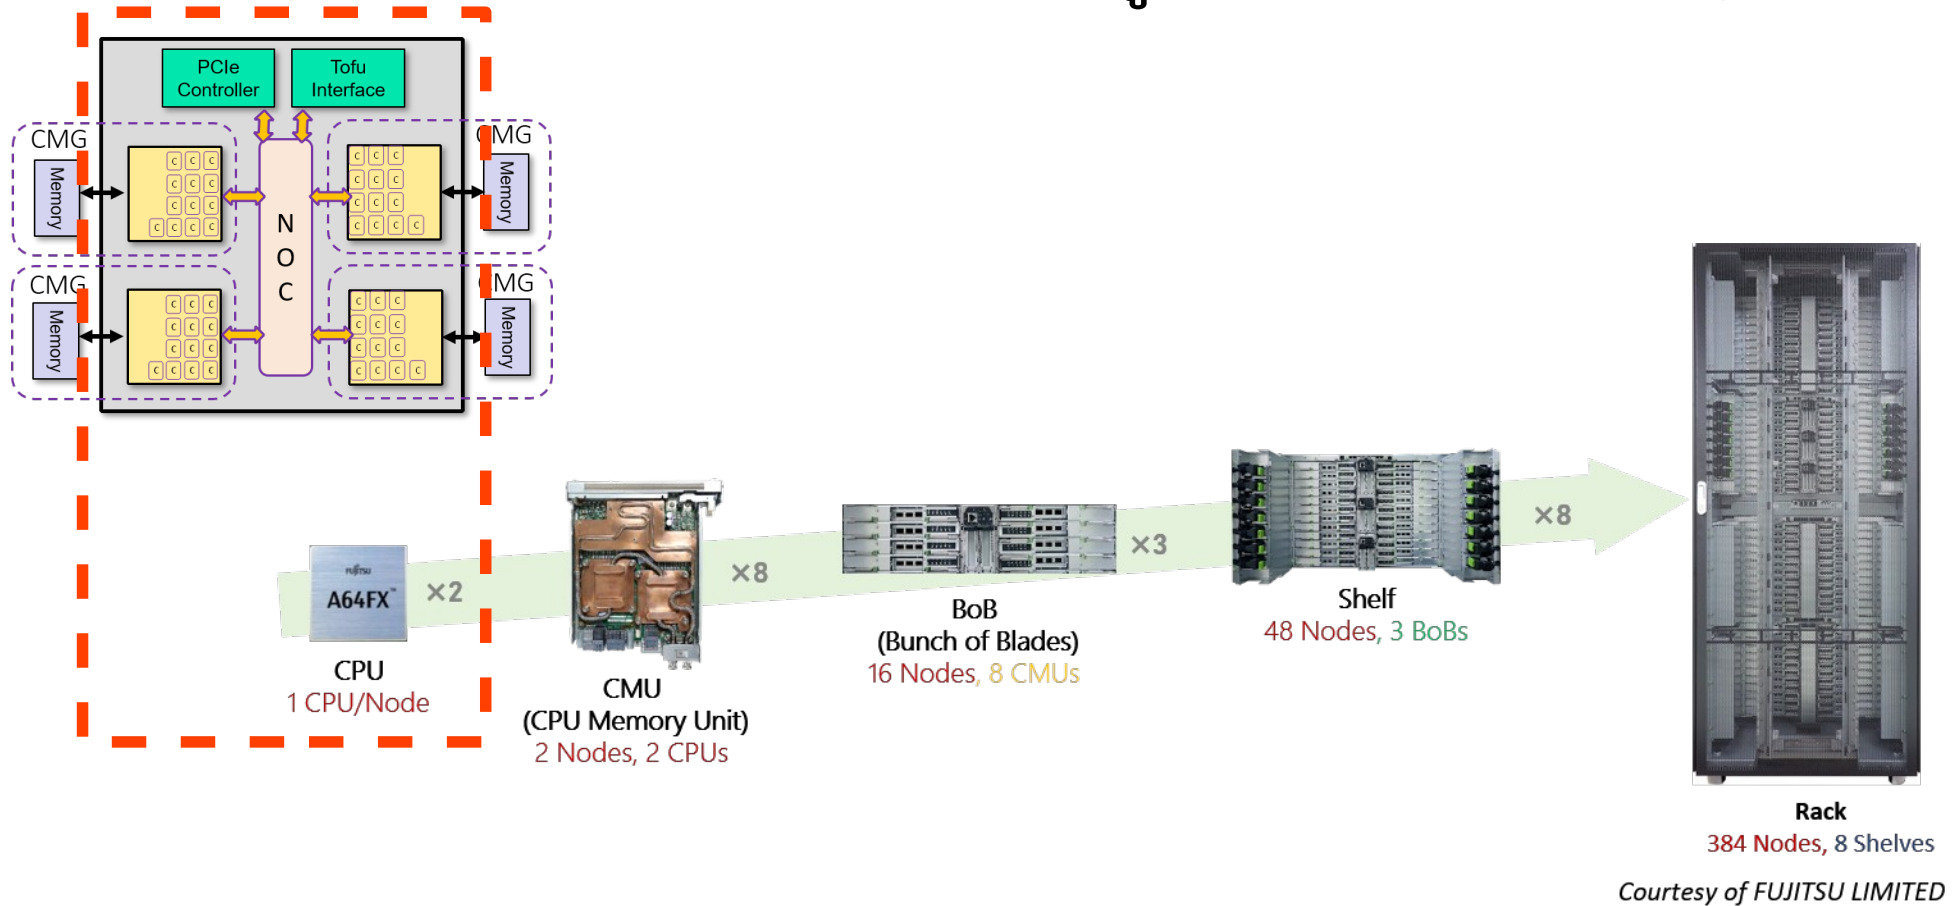 PCIe
Controller
Tofu
Interface
CMG
CMG
Memory
Memory
C C C
C C C
C C C
C C C C
C C C
C C C
C C C
C C C C
N
O
C
CMG
CMG
Memory
Memory
C C C
C C C
C C C
C C C C
C C C
C C C
C C C
C C C C
FUJITSU
A64FX™
×2
×8
×3
×8
CPU
1 CPU/Node
CMU
(CPU Memory Unit)
2 Nodes, 2 CPUs
BoB
(Bunch of Blades)
16 Nodes, 8 CMUs
Shelf
48 Nodes, 3 BoBs
Rack
384 Nodes, 8 Shelves
Courtesy of FUJITSU LIMITED